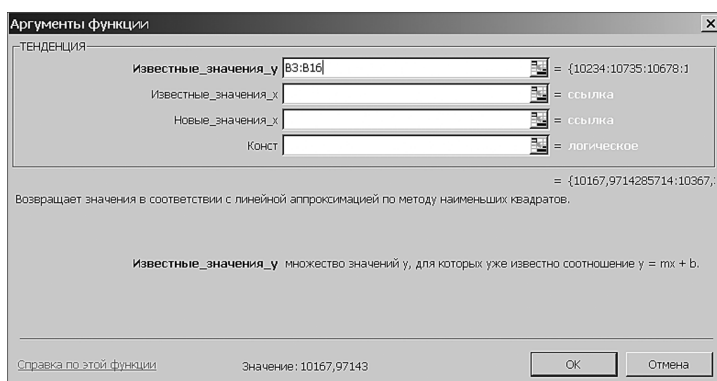 Аргументы функции
ТЕНДЕНЦИЯ
Известные_значения_y B3:B16 = {10234:10735:10678:1
Известные_значения_x = ссылка
Новые_значения_x = ссылка
Конст = логическое
= {10167,9714285714:10367,
Возвращает значения в соответствии с линейной аппроксимацией по методу наименьших квадратов.
Известные_значения_y множество значений y, для которых уже известно соотношение y = mx + b.
Справка по этой функции Значение: 10167,97143 ОК Отмена